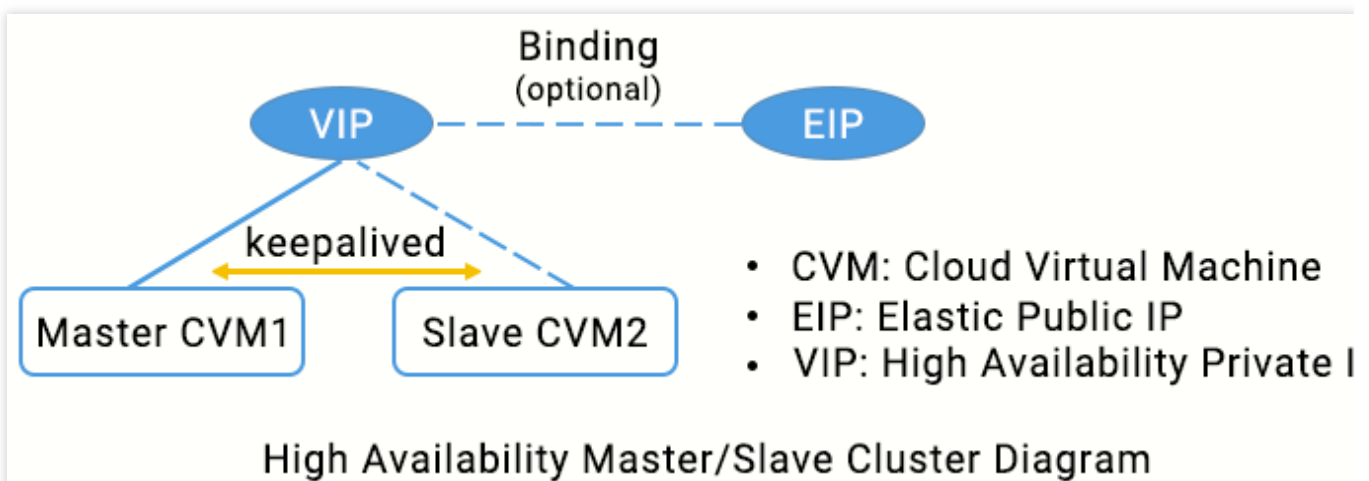 Binding
(optional)
VIP
EIP
keepalived
Master CVM1
Slave CVM2
• CVM: Cloud Virtual Machine
• EIP: Elastic Public IP
• VIP: High Availability Private I
High Availability Master/Slave Cluster Diagram